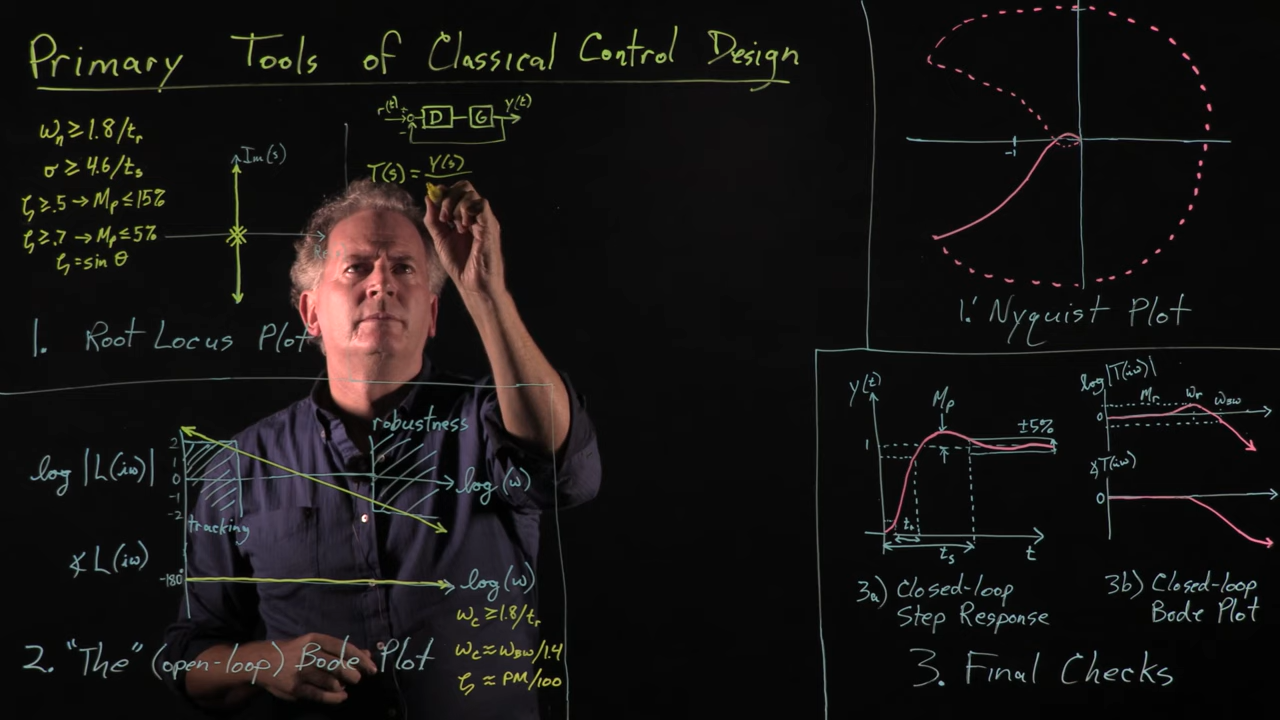 Primary Tools of Classical Control Design
ωn ≥ 1.8/tr
σ ≥ 4.6/ts
ζ ≥ .5 → Mp ≤ 15%
ζ ≥ .7 → Mp ≤ 5%
ζ = sin θ
Im(s)
r(t) + - D G y(t)
T(s) = Y(s)
1. Root Locus Plot
log |L(iω)|
2
1
0
-1
-2
tracking
robustness
log(ω)
∡ L(iω)
-180°
log(ω)
ωc ≥ 1.8/tr
ωc ≈ ωBW/1.4
ζ ≈ PM/100
2. "The" (open-loop) Bode Plot
-1
1.' Nyquist Plot
y(t)
Mp
±5%
1
tr
ts
t
3a) Closed-loop
Step Response
log |T(iω)|
Mr
ωr
ωBW
0
∡T(iω)
0
3b) Closed-loop
Bode Plot
3. Final Checks